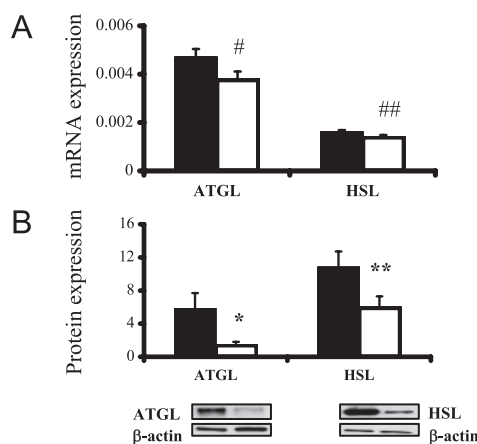 A
mRNA expression
0.006
0.004
0.002
0
#
##
ATGL
HSL
B
Protein expression
16
12
8
4
0
*
**
ATGL
HSL
ATGL
HSL
β-actin
β-actin